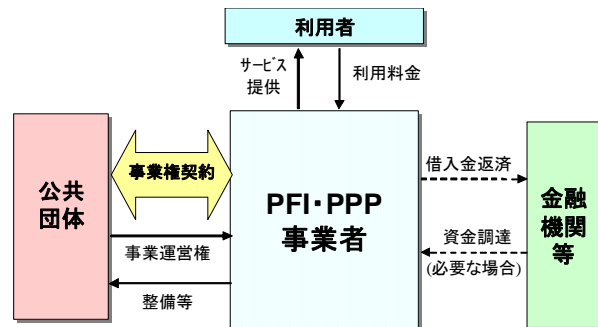 利用者
サービス
提供
利用料金
公共
団体
事業権契約
事業運営権
整備等
PFI・PPP
事業者
借入金返済
資金調達
(必要な場合)
金融
機関
等